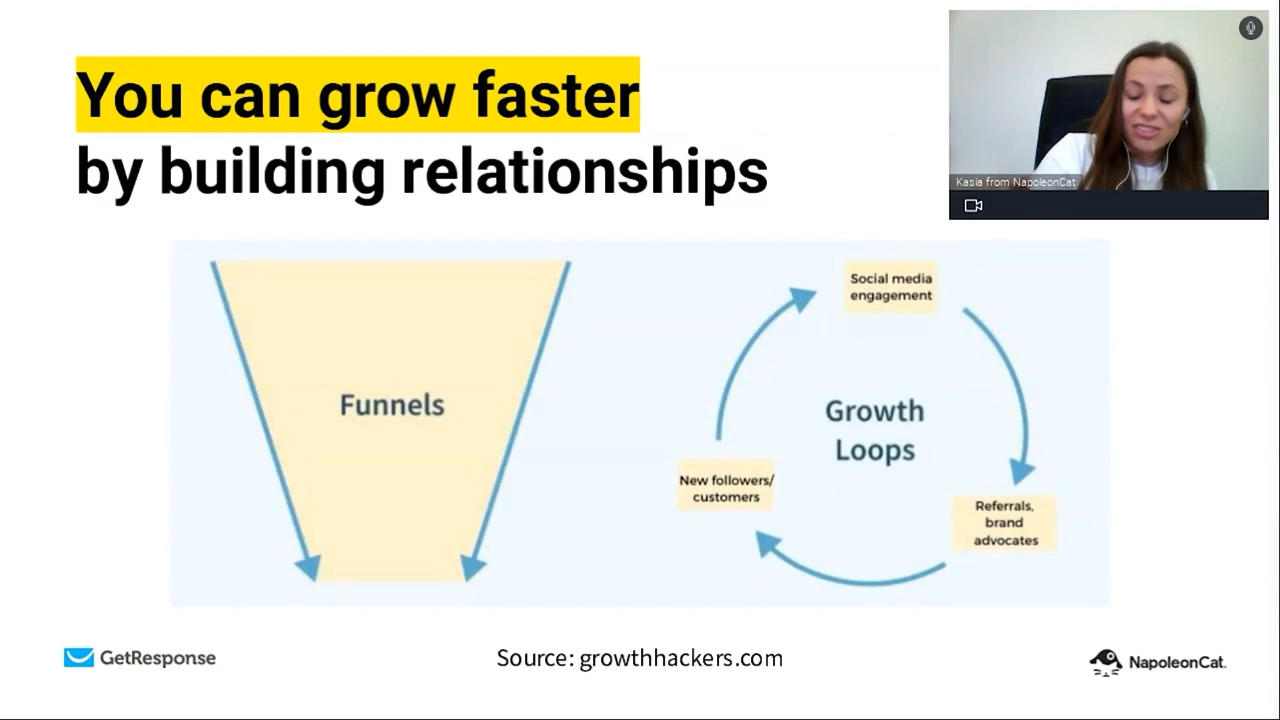 You can grow faster
by building relationships
Kasia from NapoleonCat
Funnels
Social media
engagement
Growth
Loops
New followers/
customers
Referrals,
brand
advocates
GetResponse
Source: growthhackers.com
NapoleonCat.